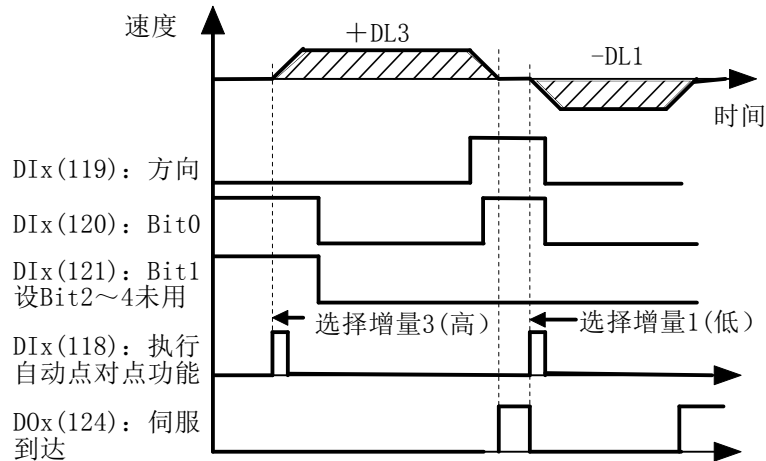 速度
+DL3
-DL1
时间
DIx(119): 方向
DIx(120): Bit0
DIx(121): Bit1
设Bit2～4未用
选择增量3(高)
选择增量1(低)
DIx(118): 执行
自动点对点功能
DOx(124): 伺服
到达